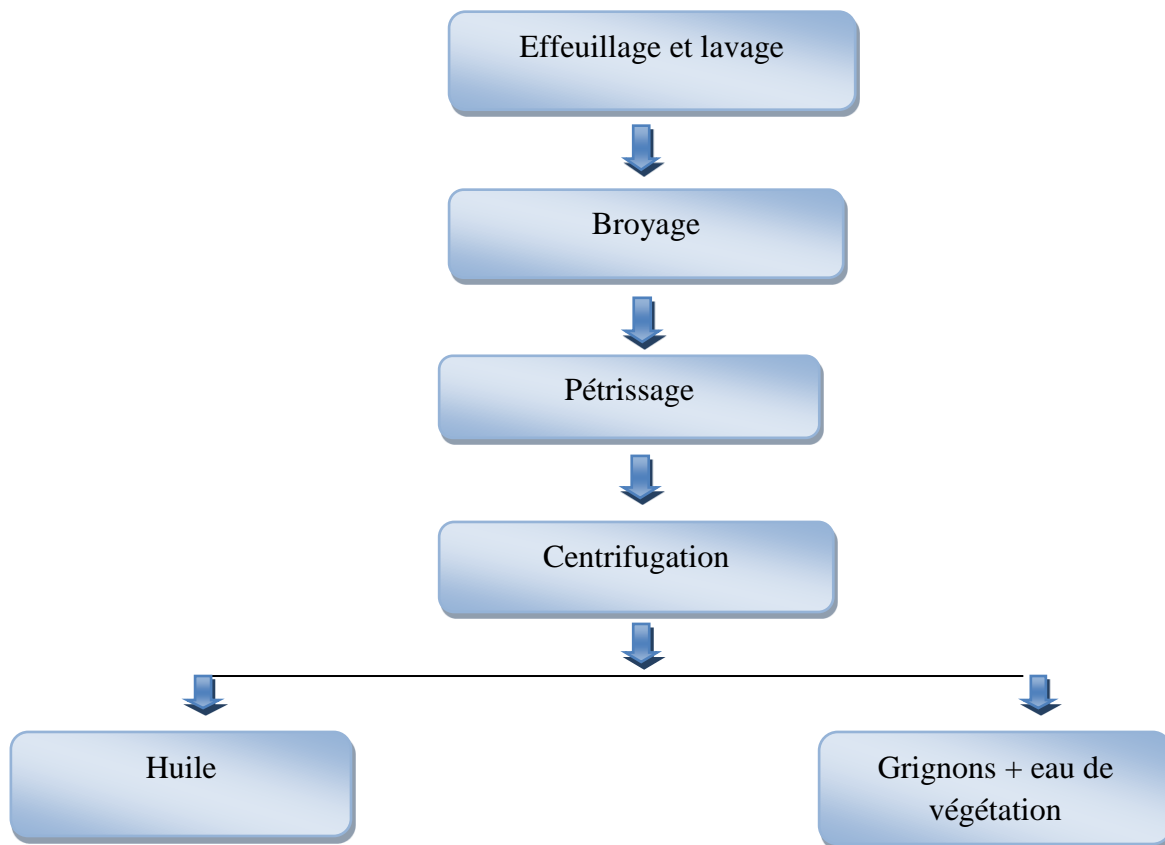 Effeuillage et lavage
Broyage
Pétrissage
Centrifugation
Huile
Grignons + eau de
végétation